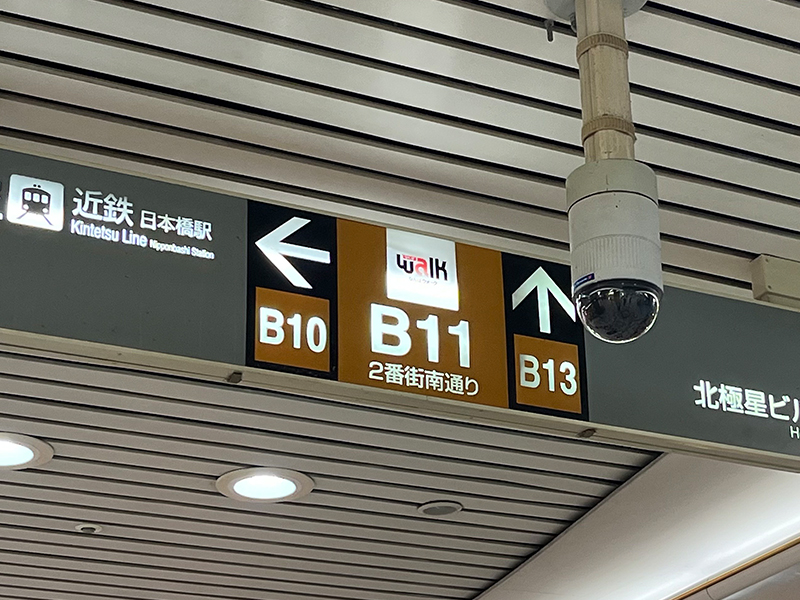 近鉄 日本橋駅
Kintetsu Line Nippombashi Station
B10
walk
B11
2番街南通り
B13
北極星ビル
H